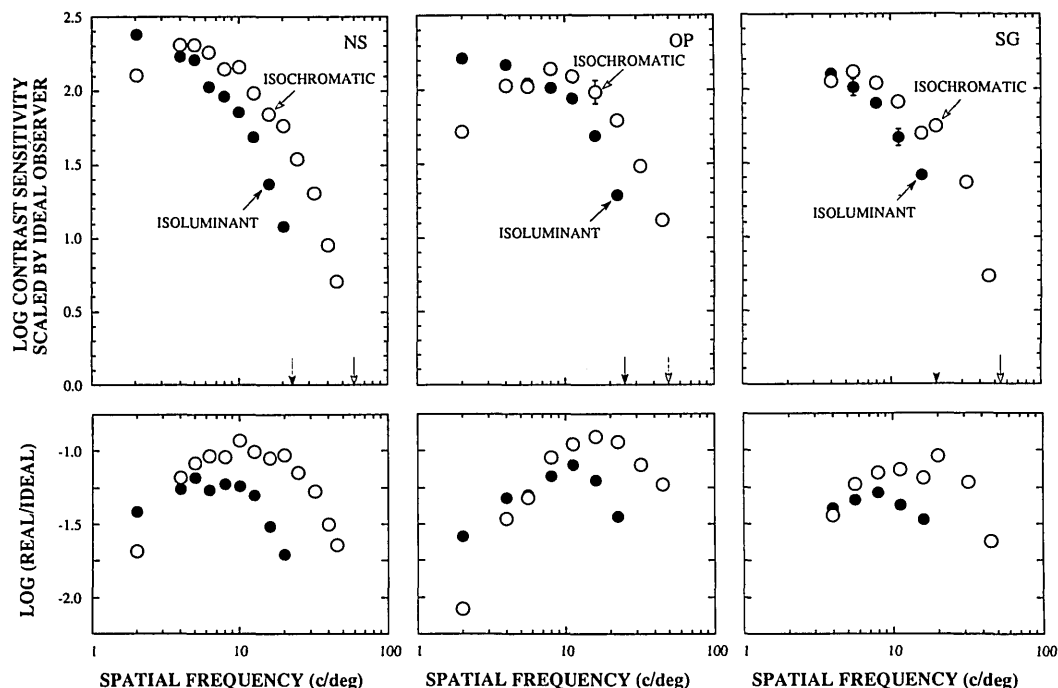 LOG CONTRAST SENSITIVITY
SCALED BY IDEAL OBSERVER
2.5
2.0
1.5
1.0
0.5
0.0
NS
ISOCHROMATIC
ISOLUMINANT
OP
ISOCHROMATIC
ISOLUMINANT
SG
ISOCHROMATIC
ISOLUMINANT
LOG (REAL/IDEAL)
-1.0
-1.5
-2.0
1
10
1
10
1
10
100
SPATIAL FREQUENCY (c/deg)
SPATIAL FREQUENCY (c/deg)
SPATIAL FREQUENCY (c/deg)